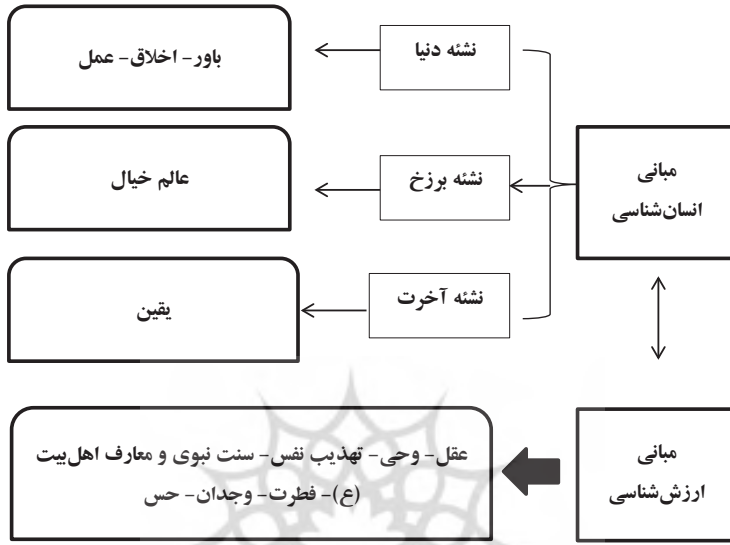 نشئه دنیا
باور- اخلاق- عمل
مبانی
انسان‌شناسی
نشئه برزخ
عالم خیال
نشئه آخرت
یقین
مبانی
ارزش‌شناسی
عقل- وحی- تهذیب نفس- سنت نبوی و معارف اهل‌بیت
(ع)- فطرت- وجدان- حس